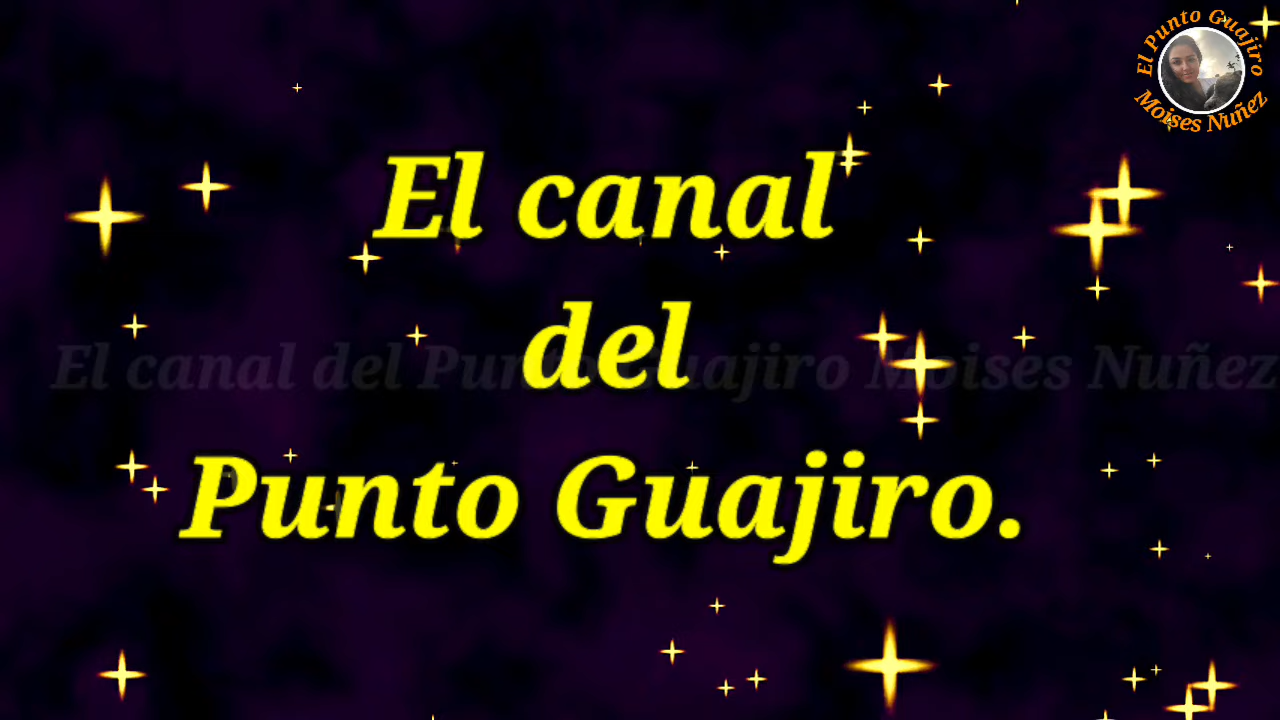 El Punto Guajiro
Moises Nuñez
El canal
del
Punto Guajiro.
El canal del Punto Guajiro Moises Nuñez